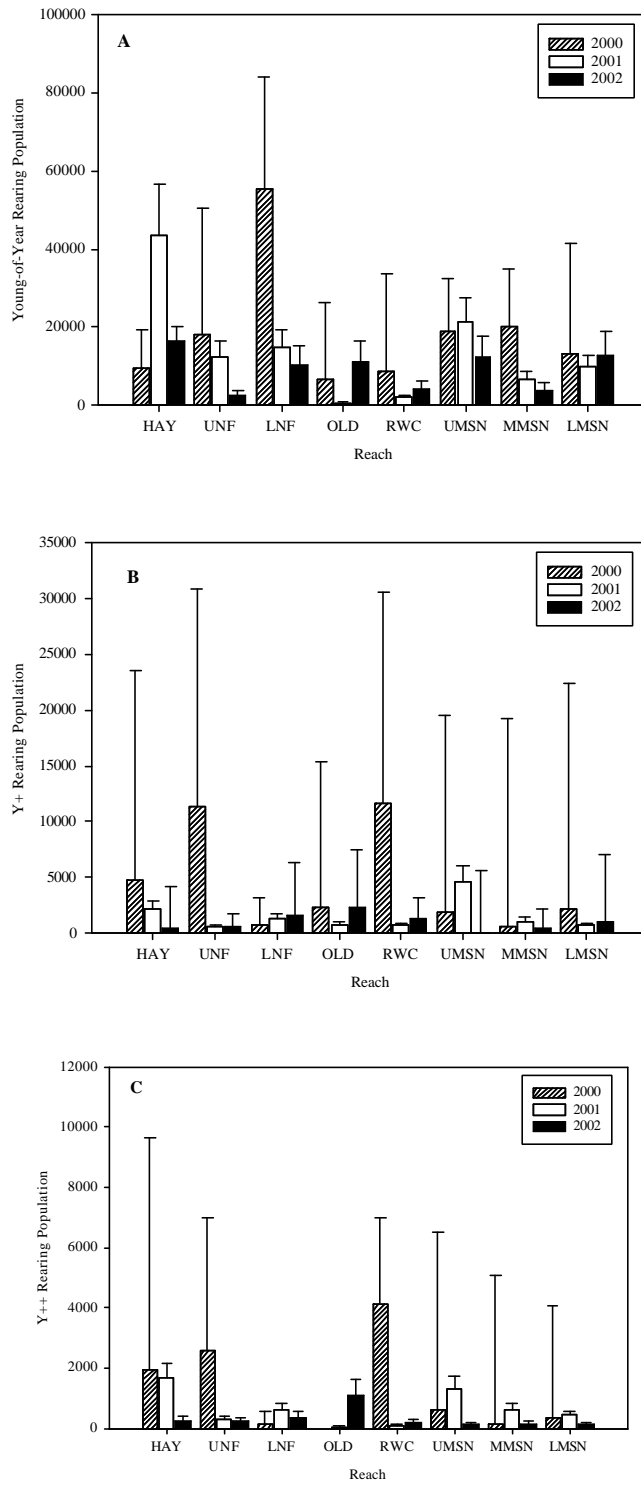 A
2000
2001
2002
100000
80000
60000
40000
20000
0
Young-of-Year Rearing Population
HAY UNF LNF OLD RWC UMSN MMSN LMSN
Reach
B
2000
2001
2002
35000
30000
25000
20000
15000
10000
5000
0
Y+ Rearing Population
HAY UNF LNF OLD RWC UMSN MMSN LMSN
Reach
C
2000
2001
2002
12000
10000
8000
6000
4000
2000
0
Y++ Rearing Population
HAY UNF LNF OLD RWC UMSN MMSN LMSN
Reach